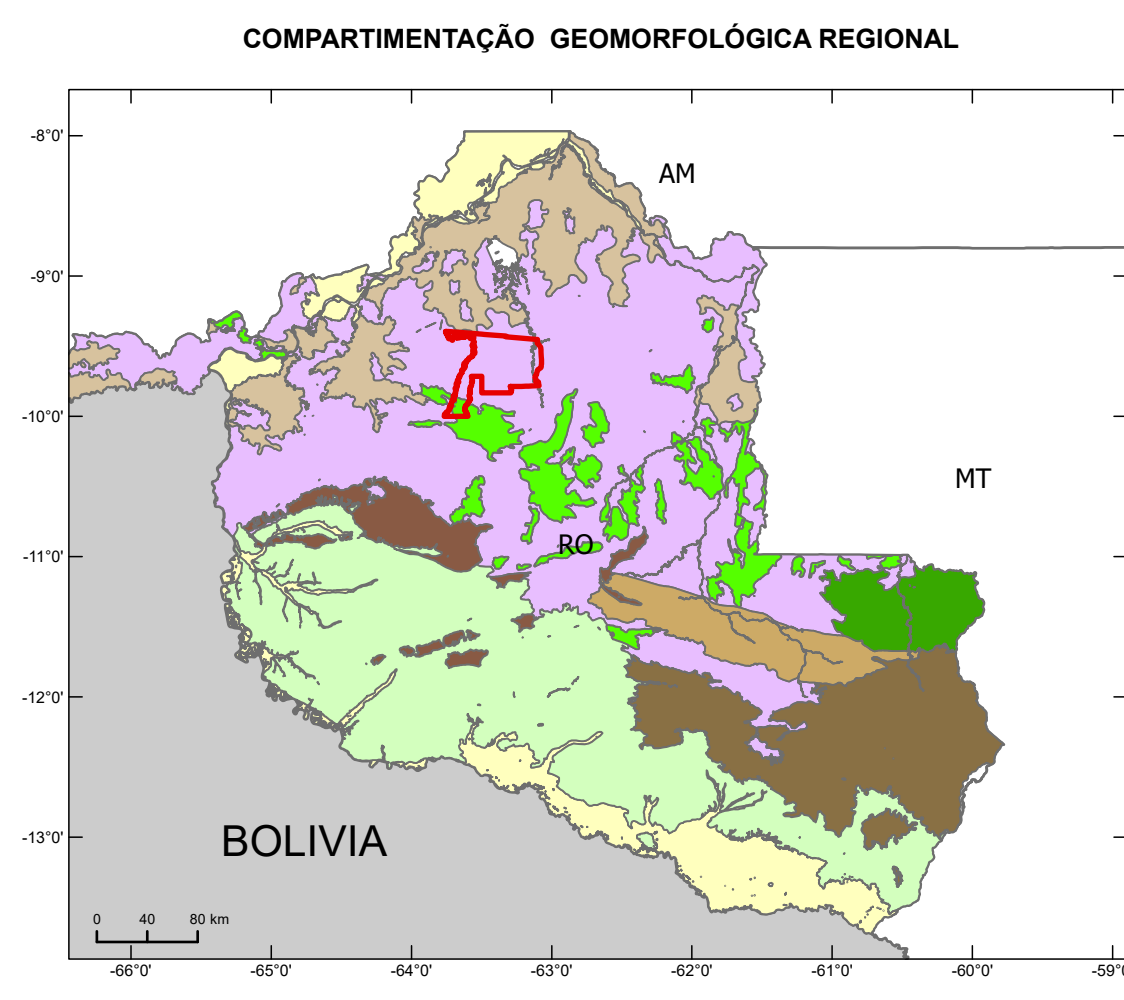 COMPARTIMENTAÇÃO GEOMORFOLÓGICA REGIONAL
-8°0'
AM
-9°0'
-10°0'
MT
RO
-11°0'
-12°0'
-13°0'
BOLIVIA
0 40 80 km
-66°0' -65°0' -64°0' -63°0' -62°0' -61°0' -60°0' -59°